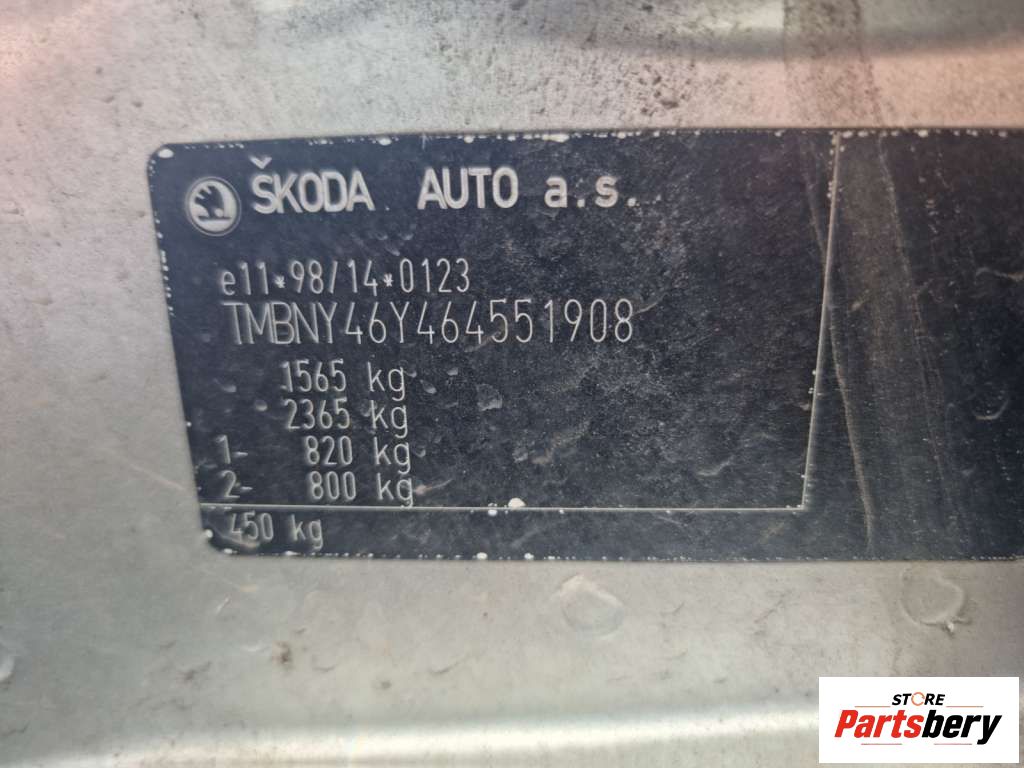 ŠKODA AUTO a.s.
e11*98/14*0123
TMBNY46Y464551908
1565 kg
2365 kg
1- 820 kg
2- 800 kg
450 kg
STORE
Partsbery